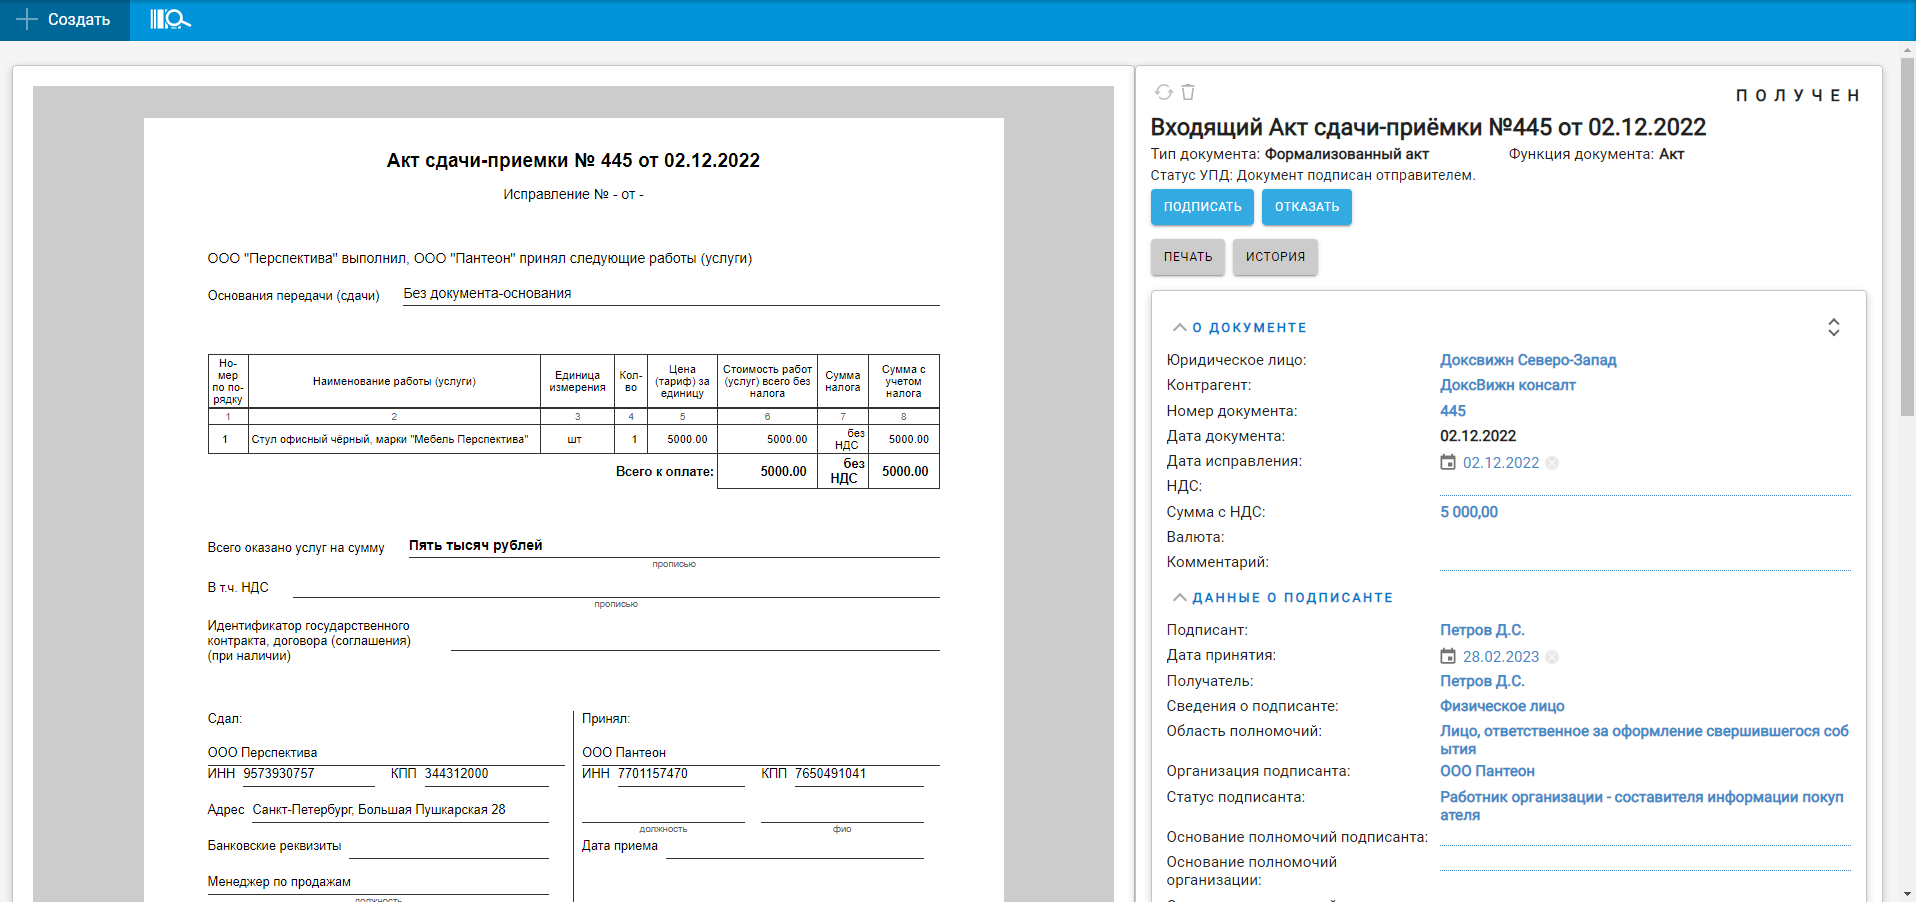 Создать
ПОЛУЧЕН
Акт сдачи-приемки № 445 от 02.12.2022
Исправление № - от -
ООО "Перспектива" выполнил, ООО "Пантеон" принял следующие работы (услуги)
Основания передачи (сдачи) Без документа-основания
Но-
мер
по по-
рядку
Наименование работы (услуги)
Единица
измерения
Кол-
во
Цена
(тариф) за
единицу
Стоимость работ
(услуг) всего без
налога
Сумма
налога
Сумма с
учетом
налога
1 2 3 4 5 6 7 8
1 Стул офисный чёрный, марки "Мебель Перспектива" шт 1 5000.00 5000.00 без НДС 5000.00
Всего к оплате: 5000.00 без НДС 5000.00
Всего оказано услуг на сумму Пять тысяч рублей
прописью
В т.ч. НДС
прописью
Идентификатор государственного
контракта, договора (соглашения)
(при наличии)
Сдал:
ООО Перспектива
ИНН 9573930757 КПП 344312000
Адрес Санкт-Петербург, Большая Пушкарская 28
Банковские реквизиты
Менеджер по продажам
должность
Принял:
ООО Пантеон
ИНН 7701157470 КПП 7650491041
должность фио
Дата приема
Входящий Акт сдачи-приёмки №445 от 02.12.2022
Тип документа: Формализованный акт Функция документа: Акт
Статус УПД: Документ подписан отправителем.
ПОДПИСАТЬ ОТКАЗАТЬ
ПЕЧАТЬ ИСТОРИЯ
О ДОКУМЕНТЕ
Юридическое лицо: Доксвижн Северо-Запад
Контрагент: ДоксВижн консалт
Номер документа: 445
Дата документа: 02.12.2022
Дата исправления: 02.12.2022
НДС:
Сумма с НДС: 5 000,00
Валюта:
Комментарий:
ДАННЫЕ О ПОДПИСАНТЕ
Подписант: Петров Д.С.
Дата принятия: 28.02.2023
Получатель: Петров Д.С.
Сведения о подписанте: Физическое лицо
Область полномочий: Лицо, ответственное за оформление свершившегося соб
ытия
Организация подписанта: ООО Пантеон
Статус подписанта: Работник организации - составителя информации покуп
ателя
Основание полномочий подписанта:
Основание полномочий
организации: